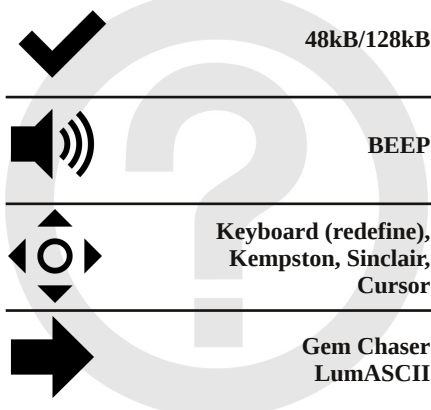 48kB/128kB
BEEP
Keyboard (redefine),
Kempston, Sinclair,
Cursor
Gem Chaser
LumASCII